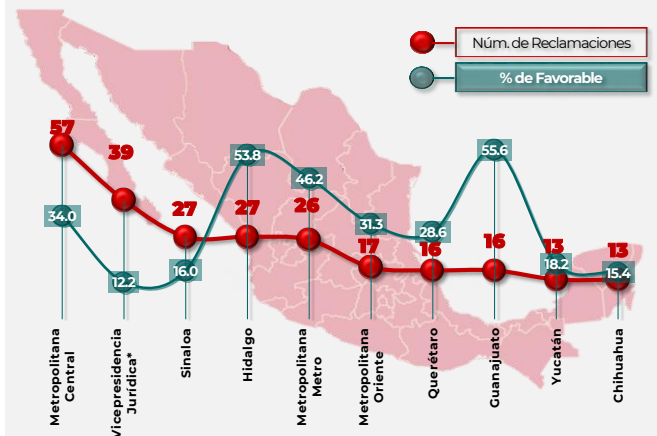 Núm. de Reclamaciones
% de Favorable
57
39
27
27
26
17
16
16
13
13
34.0
12.2
16.0
53.8
46.2
31.3
28.6
55.6
18.2
15.4
Metropolitana
Central
Vicepresidencia
Jurídica*
Sinaloa
Hidalgo
Metropolitana
Metro
Metropolitana
Oriente
Querétaro
Guanajuato
Yucatán
Chihuahua